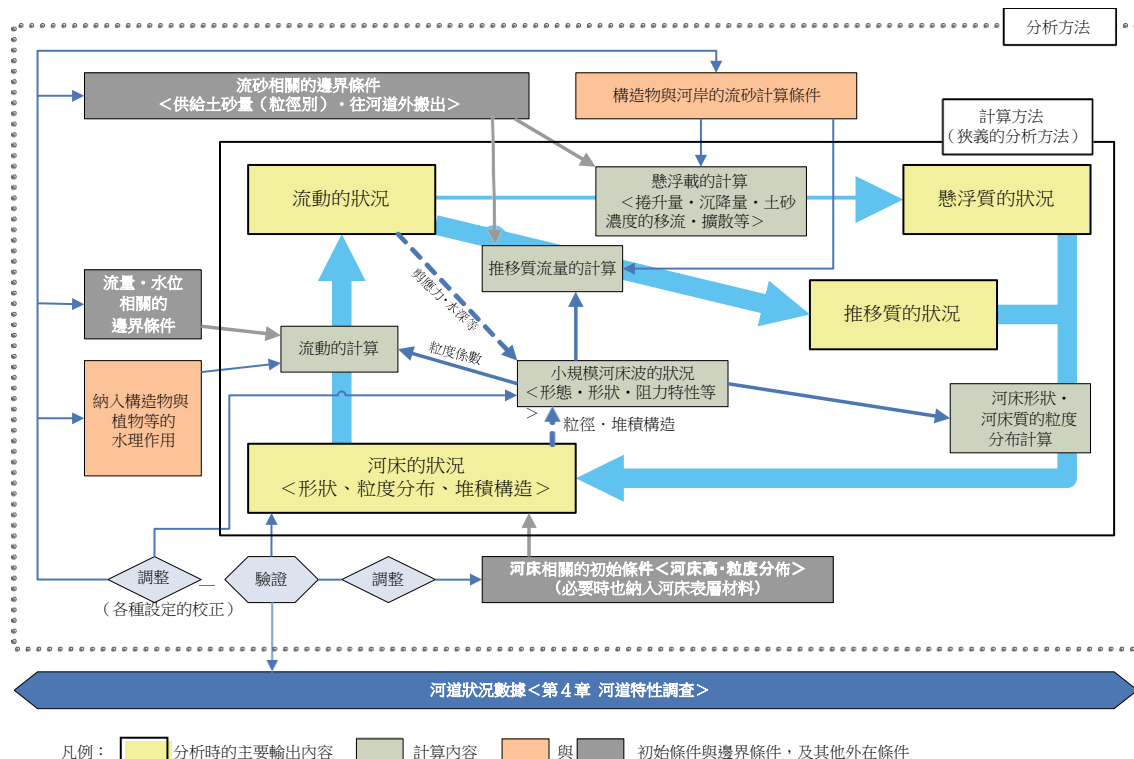 分析方法
流砂相關的邊界條件
＜供給土砂量（粒徑別）・往河道外搬出＞
構造物與河岸的流砂計算條件
計算方法
（狹義的分析方法）
流動的狀況
懸浮載的計算
＜捲升量・沉降量・土砂
濃度的移流・擴散等＞
懸浮質的狀況
推移質流量的計算
剪應力・水深等
流量・水位
相關的
邊界條件
推移質的狀況
流動的計算
粒度係數
小規模河床波的狀況
＜形態・形狀・阻力特性等
＞
納入構造物與
植物等的
水理作用
粒徑・堆積構造
河床形狀・
河床質的粒度
分布計算
河床的狀況
＜形狀、粒度分布、堆積構造＞
調整
驗證
調整
（各種設定的校正）
河床相關的初始條件＜河床高・粒度分佈＞
（必要時也納入河床表層材料）
河道狀況數據＜第４章 河道特性調查＞
凡例：
分析時的主要輸出內容
計算內容
與
初始條件與邊界條件，及其他外在條件